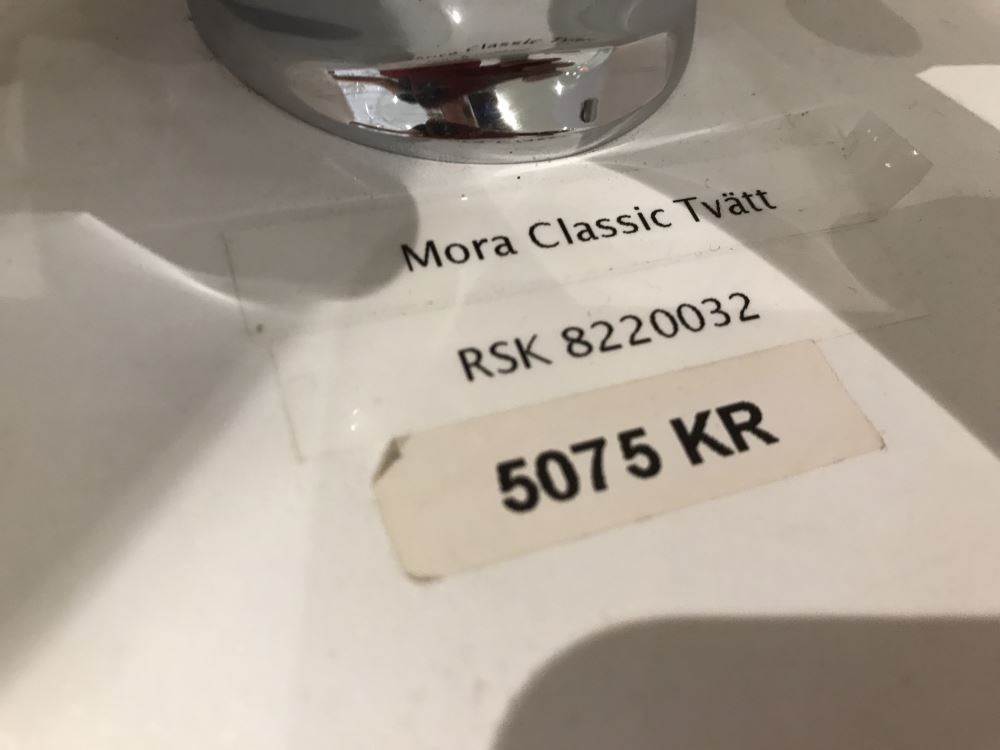 Mora Classic Tvätt
RSK 8220032
5075 KR